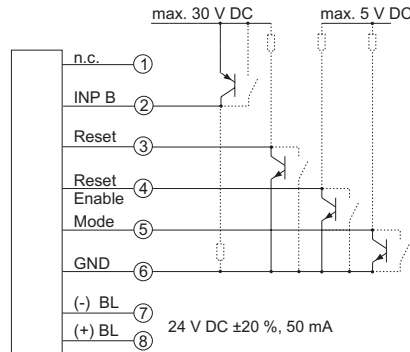 max. 30 V DC
max. 5 V DC
n.c. 1
INP B 2
Reset 3
Reset
Enable 4
Mode 5
GND 6
(-) BL 7
(+) BL 8
24 V DC ±20 %, 50 mA